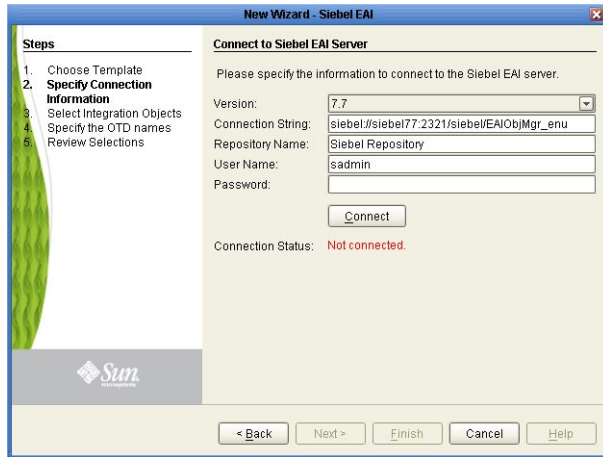 New Wizard - Siebel EAI
Steps
1. Choose Template
2. Specify Connection
Information
3. Select Integration Objects
4. Specify the OTD names
5. Review Selections
Connect to Siebel EAI Server
Please specify the information to connect to the Siebel EAI server.
Version: 7.7
Connection String: siebel://siebel77:2321/siebel/EAIObjMgr_enu
Repository Name: Siebel Repository
User Name: sadmin
Password:
Connect
Connection Status: Not connected.
Sun
microsystems
< Back Next > Finish Cancel Help